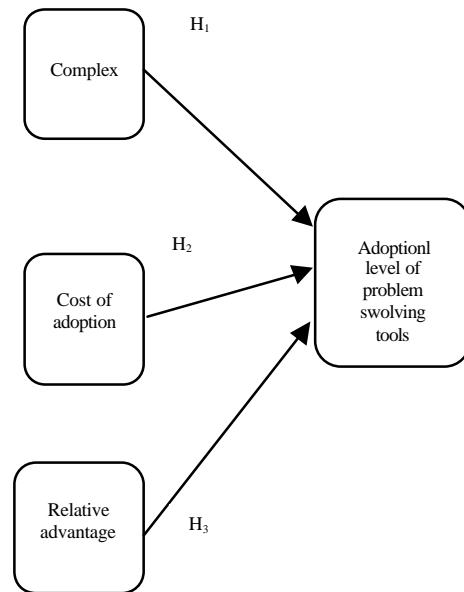 H₁
Complex
H₂
Cost of
adoption
Adoptionl
level of
problem
swolving
tools
Relative
advantage
H₃